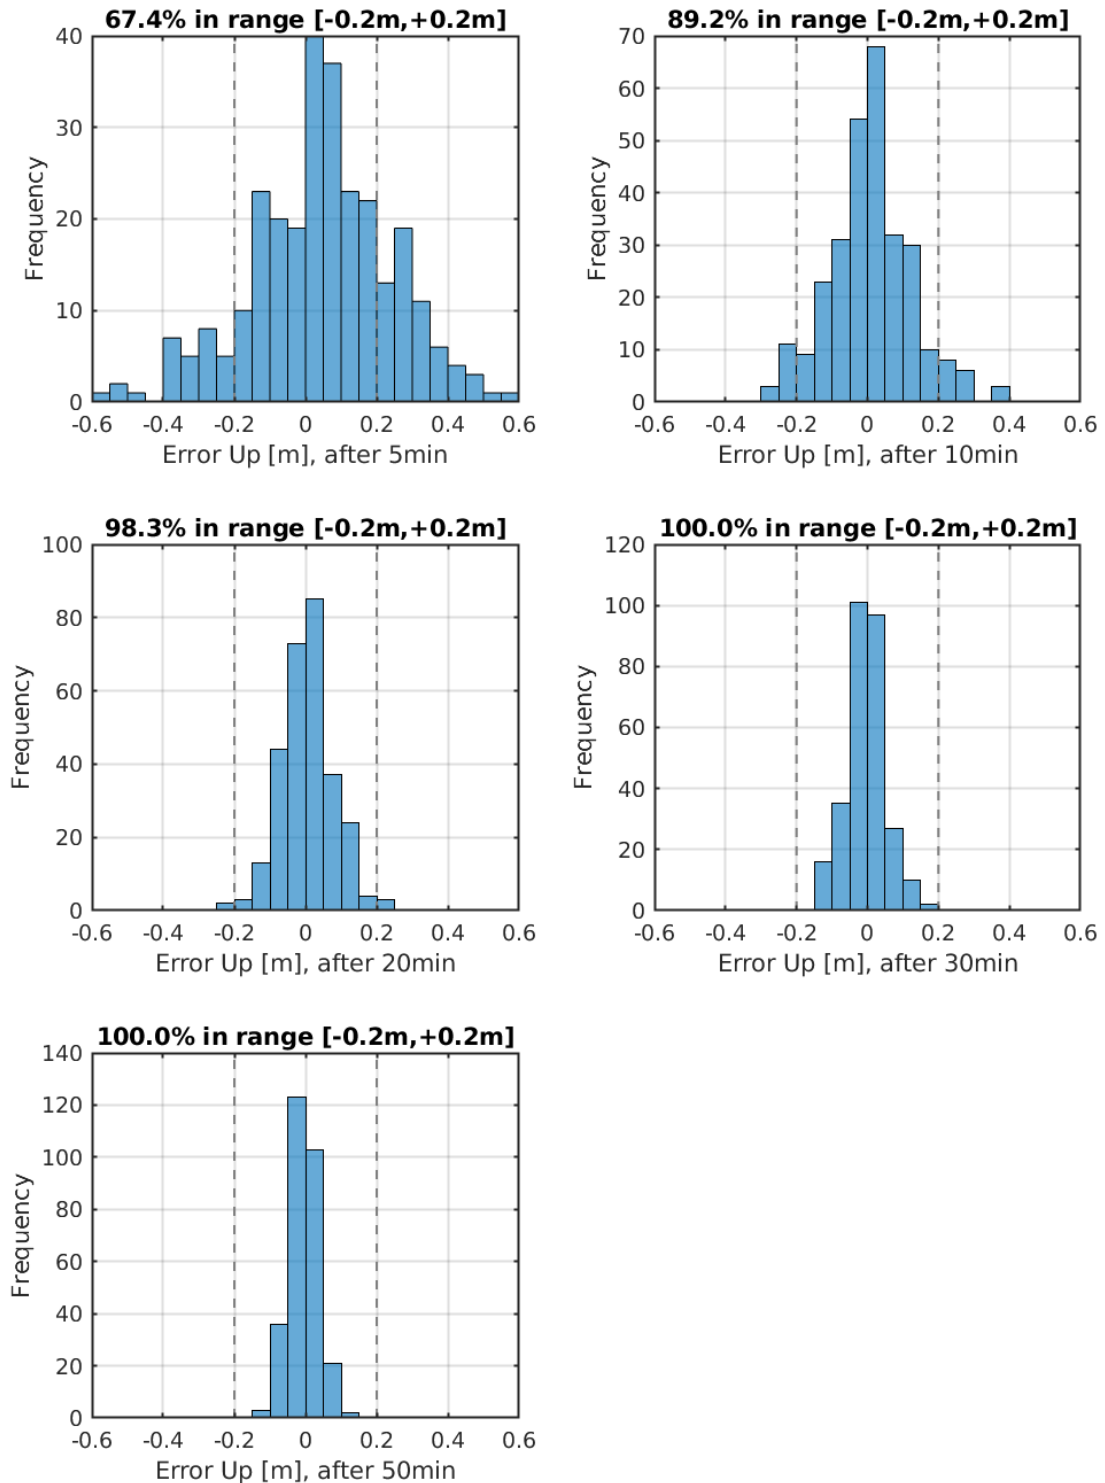 67.4% in range [-0.2m,+0.2m]
40
30
20
10
0
Frequency
-0.6 -0.4 -0.2 0 0.2 0.4 0.6
Error Up [m], after 5min
89.2% in range [-0.2m,+0.2m]
70
60
50
40
30
20
10
0
Frequency
-0.6 -0.4 -0.2 0 0.2 0.4 0.6
Error Up [m], after 10min
98.3% in range [-0.2m,+0.2m]
100
80
60
40
20
0
Frequency
-0.6 -0.4 -0.2 0 0.2 0.4 0.6
Error Up [m], after 20min
100.0% in range [-0.2m,+0.2m]
120
100
80
60
40
20
0
Frequency
-0.6 -0.4 -0.2 0 0.2 0.4 0.6
Error Up [m], after 30min
100.0% in range [-0.2m,+0.2m]
140
120
100
80
60
40
20
0
Frequency
-0.6 -0.4 -0.2 0 0.2 0.4 0.6
Error Up [m], after 50min